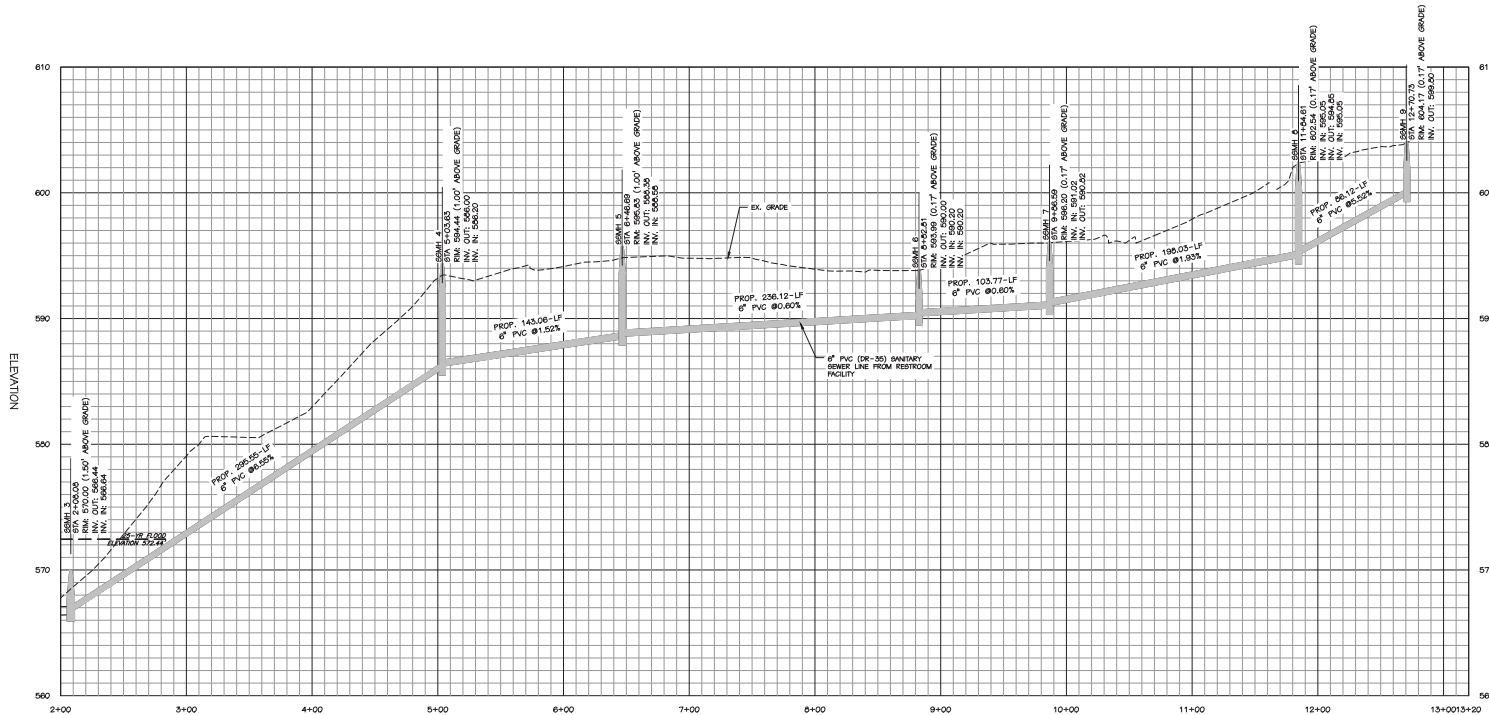 610
61
600
60
590
59
580
58
570
57
560
56
ELEVATION
2+00
3+00
4+00
5+00
6+00
7+00
8+00
9+00
10+00
11+00
12+00
13+00
13+20
SSMH 3
STA 2+08.08
RIM: 570.00 (1.50' ABOVE GRADE)
INV. OUT: 566.44
INV. IN: 566.64
25-YR FLOOD
ELEVATION 572.44'
PROP. 295.55-LF
6" PVC @6.55%
SSMH 4
STA 5+03.63
RIM: 594.44 (1.00' ABOVE GRADE)
INV. OUT: 586.00
INV. IN: 586.20
PROP. 143.06-LF
6" PVC @1.52%
SSMH 5
STA 6+46.69
RIM: 595.83 (1.00' ABOVE GRADE)
INV. OUT: 588.38
INV. IN: 588.58
EX. GRADE
PROP. 236.12-LF
6" PVC @0.60%
6" PVC (DR-35) SANITARY
SEWER LINE FROM RESTROOM
FACILITY
SSMH 6
STA 8+82.81
RIM: 593.99 (0.17' ABOVE GRADE)
INV. OUT: 590.00
INV. IN: 590.20
INV. IN: 590.20
PROP. 103.77-LF
6" PVC @0.60%
SSMH 7
STA 9+86.59
RIM: 596.20 (0.17' ABOVE GRADE)
INV. IN: 591.02
INV. OUT: 590.82
PROP. 198.03-LF
6" PVC @1.93%
SSMH 8
STA 11+84.61
RIM: 602.54 (0.17' ABOVE GRADE)
INV. IN: 595.05
INV. OUT: 594.85
INV. IN: 595.05
PROP. 86.12-LF
6" PVC @5.52%
SSMH 9
STA 12+70.73
RIM: 604.17 (0.17' ABOVE GRADE)
INV. OUT: 599.80